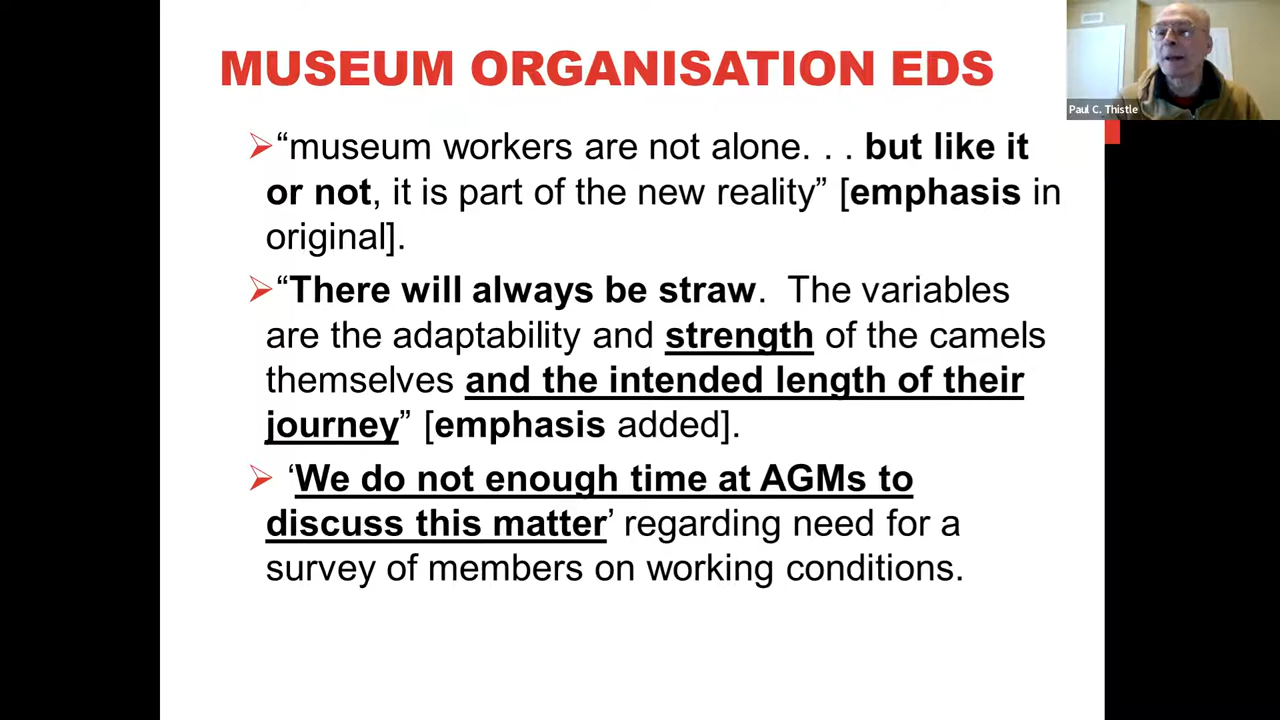 MUSEUM ORGANISATION EDS
Paul C. Thistle
“museum workers are not alone. . . but like it
or not, it is part of the new reality” [emphasis in
original].
“There will always be straw.  The variables
are the adaptability and strength of the camels
themselves and the intended length of their
journey” [emphasis added].
‘We do not enough time at AGMs to
discuss this matter’ regarding need for a
survey of members on working conditions.